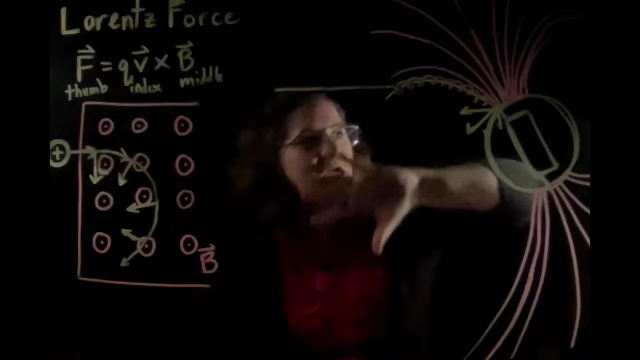 Lorentz Force
F⃗ = qv⃗ × B⃗
thumb index middle
+
B⃗